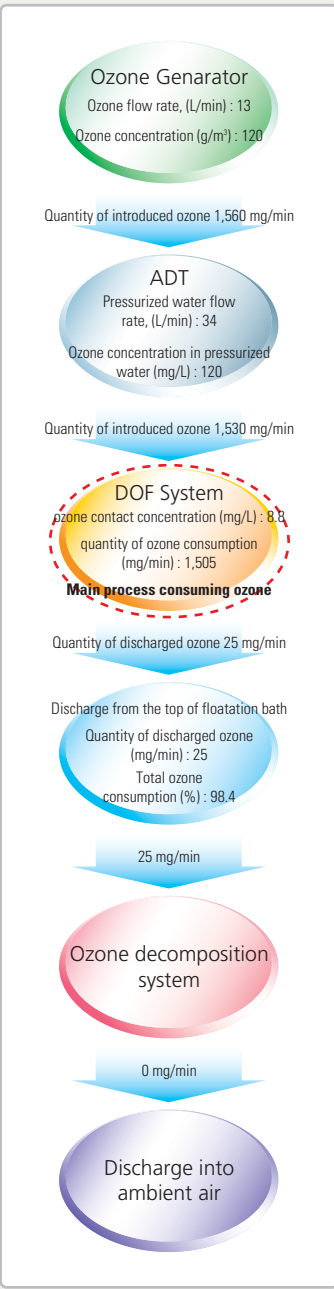 Ozone Genarator
Ozone flow rate, (L/min) : 13
Ozone concentration (g/m³) : 120
Quantity of introduced ozone 1,560 mg/min
ADT
Pressurized water flow
rate, (L/min) : 34
Ozone concentration in pressurized
water (mg/L) : 120
Quantity of introduced ozone 1,530 mg/min
DOF System
ozone contact concentration (mg/L) : 8.8
quantity of ozone consumption
(mg/min) : 1,505
Main process consuming ozone
Quantity of discharged ozone 25 mg/min
Discharge from the top of floatation bath
Quantity of discharged ozone
(mg/min) : 25
Total ozone
consumption (%) : 98.4
25 mg/min
Ozone decomposition
system
0 mg/min
Discharge into
ambient air